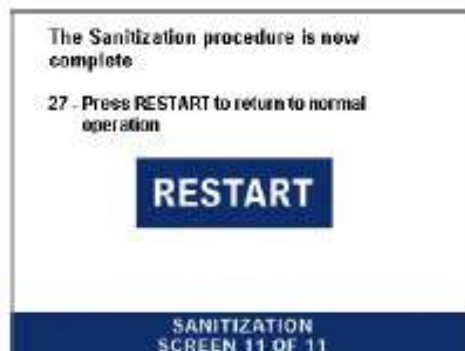 The Sanitization procedure is now
complete
27 - Press RESTART to return to normal
operation
RESTART
SANITIZATION
SCREEN 11 OF 11